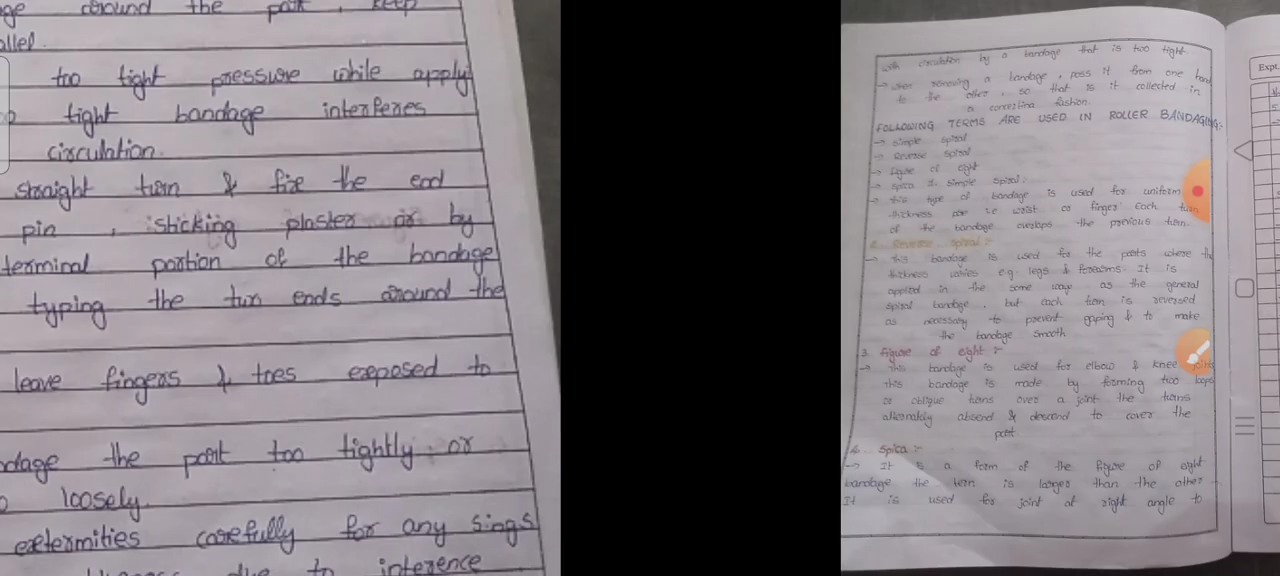 around the part, keep
too tight pressure while apply
tight bandage interferes
circulation.
straight turn & fix the end
pin, sticking plaster or by
terminal portion of the bandage
typing the two ends around the
leave fingers & toes exposed to
the part too tightly or
loosely.
extermities carefully for any sings
due to interence
with circulation by a bandage that is too tight
→ when removing a bandage, pass it from one hand
to the other, so that is it collected in
a concertina fashion.
FOLLOWING TERMS ARE USED IN ROLLER BANDAGING:-
→ Simple spiral
→ Reverse spiral
→ figure of eight
→ spica 1. Simple spiral:-
→ this type of bandage is used for uniform
thickness i.e wrist or finger Each turn
of the bandage overlaps the previous turn.
2. Reverse spiral:-
→ this bandage is used for the parts where the
thickness varies e.g. legs & forearms. It is
applied in the same way as the general
spiral bandage, but each turn is reversed
as necessary to prevent gaping & to make
the bandage smooth
3. figure of eight:-
→ this bandage is used for elbow & knee joints
this bandage is made by forming two loops
or oblique turns over a joint the turns
alternately & descend to cover the
part
4. Spica:-
→ It is a form of the figure of eight
bandage the tern is larger than the other
It is used for joint at right angle to
Expt.